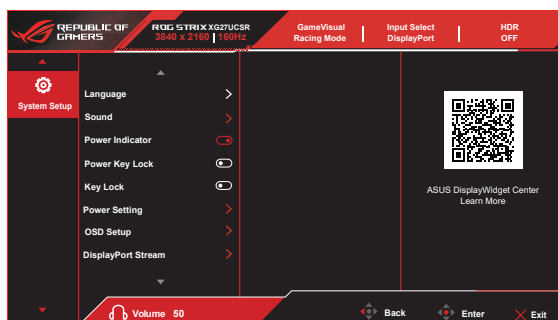 REPUBLIC OF
GAMERS
ROG STRIX XG27UCSR
3840 x 2160 160Hz
GameVisual
Racing Mode
Input Select
DisplayPort
HDR
OFF
System Setup
Language
Sound
Power Indicator
Power Key Lock
Key Lock
Power Setting
OSD Setup
DisplayPort Stream
ASUS DisplayWidget Center
Learn More
Volume 50
Back
Enter
Exit